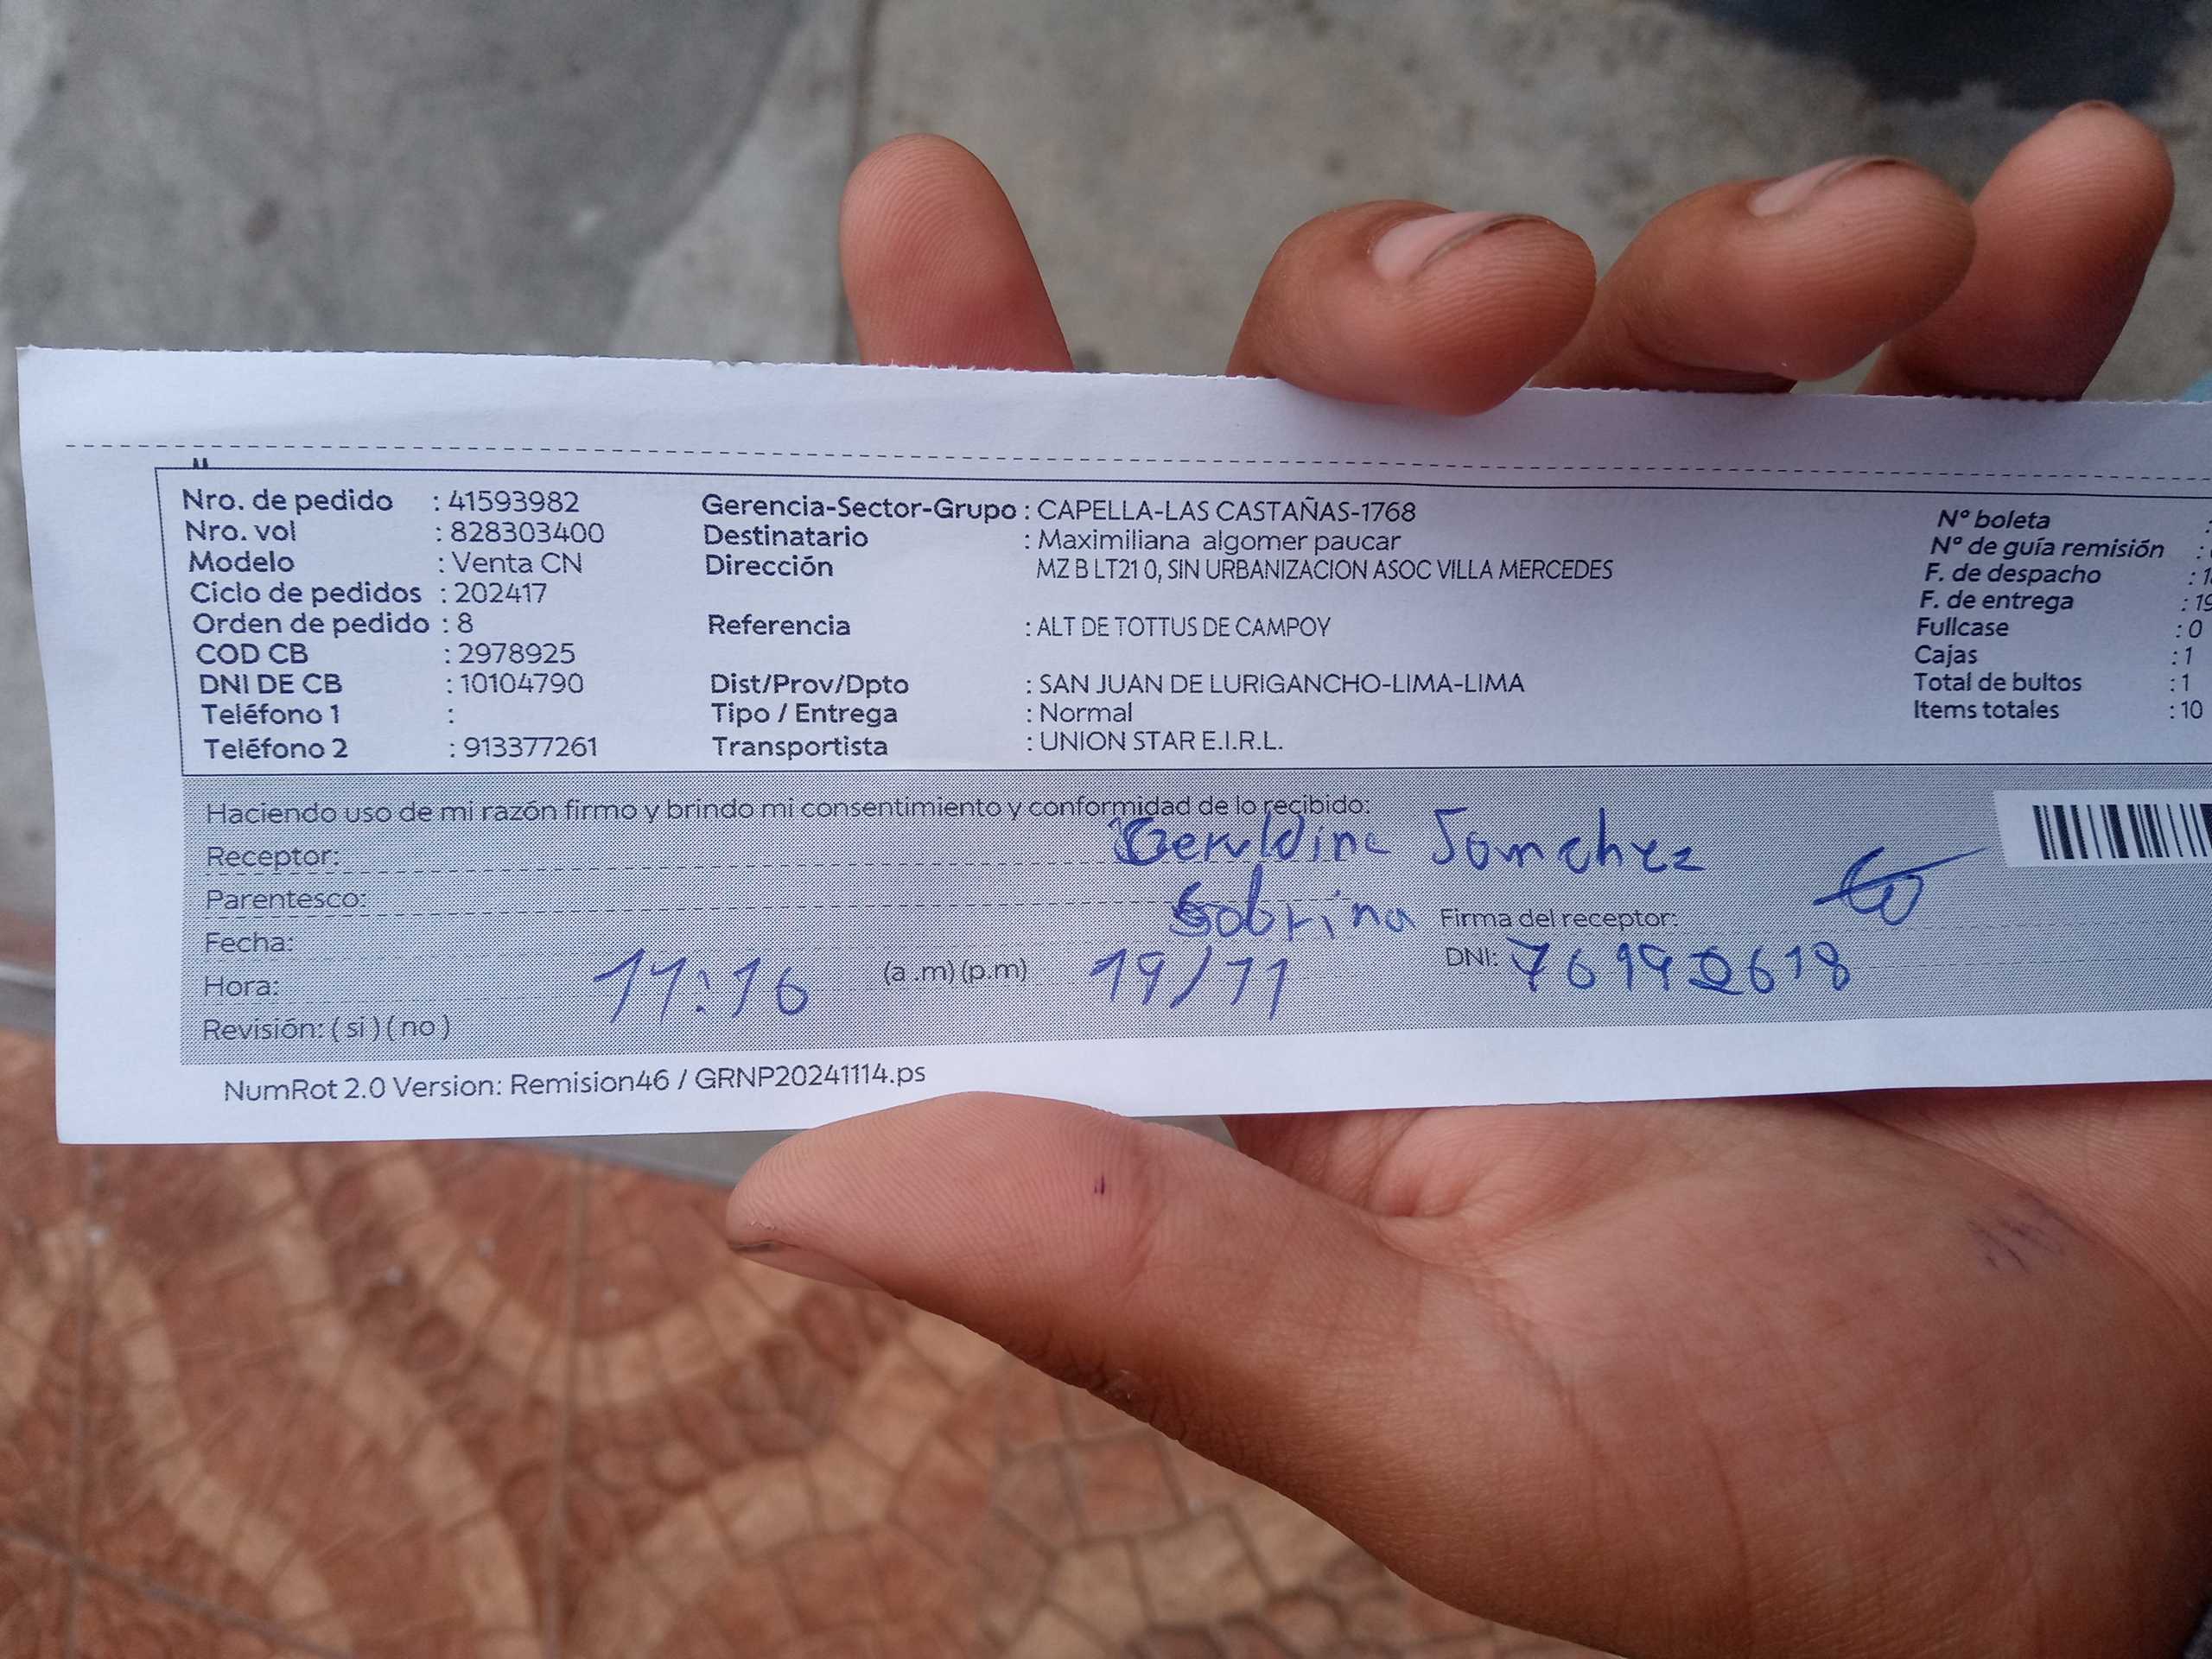 Nro. de pedido : 41593982
Nro. vol : 828303400
Modelo : Venta CN
Ciclo de pedidos : 202417
Orden de pedido : 8
COD CB : 2978925
DNI DE CB : 10104790
Teléfono 1 :
Teléfono 2 : 913377261
Gerencia-Sector-Grupo : CAPELLA-LAS CASTAÑAS-1768
Destinatario : Maximiliana algomer paucar
Dirección MZ B LT21 0, SIN URBANIZACION ASOC VILLA MERCEDES
Referencia : ALT DE TOTTUS DE CAMPOY
Dist/Prov/Dpto : SAN JUAN DE LURIGANCHO-LIMA-LIMA
Tipo / Entrega : Normal
Transportista : UNION STAR E.I.R.L.
N° boleta :
N° de guía remisión :
F. de despacho : 1
F. de entrega : 19
Fullcase : 0
Cajas : 1
Total de bultos : 1
Items totales : 10
Haciendo uso de mi razón firmo y brindo mi consentimiento y conformidad de lo recibido:
Receptor: Geraldine Sanchez
Parentesco: Sobrina Firma del receptor:
Fecha:
Hora: 11:16 (a .m) (p.m) 19/11 DNI:
Revisión: ( si ) ( no )
NumRot 2.0 Version: Remision46 / GRNP20241114.ps